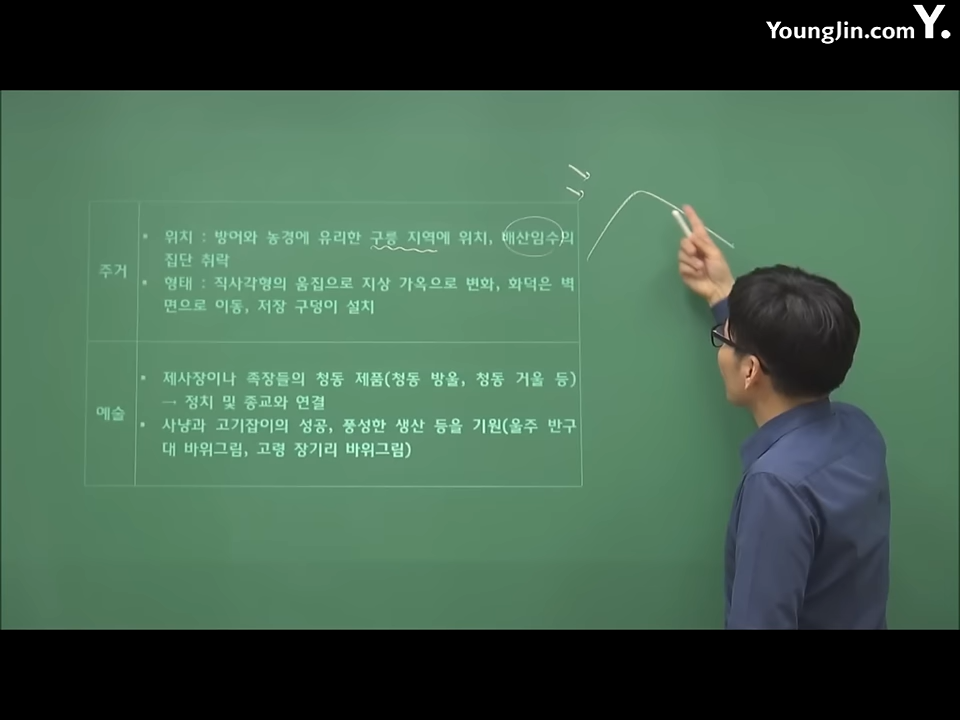 YoungJin.com Y.
주거
• 위치 : 방어와 농경에 유리한 구릉 지역에 위치, 배산임수의
집단 취락
• 형태 : 직사각형의 움집으로 지상 가옥으로 변화, 화덕은 벽
면으로 이동, 저장 구덩이 설치
예술
• 제사장이나 족장들의 청동 제품(청동 방울, 청동 거울 등)
→ 정치 및 종교와 연결
• 사냥과 고기잡이의 성공, 풍성한 생산 등을 기원(울주 반구
대 바위그림, 고령 장기리 바위그림)